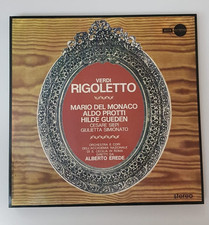 VERDI
RIGOLETTO
MARIO DEL MONACO
ALDO PROTTI
HILDE GUEDEN
CESARE SIEPI
GIULIETTA SIMIONATO
ORCHESTRA E CORO
DELL'ACCADEMIA NAZIONALE
DI S. CECILIA DI ROMA
ALBERTO EREDE
STEREO